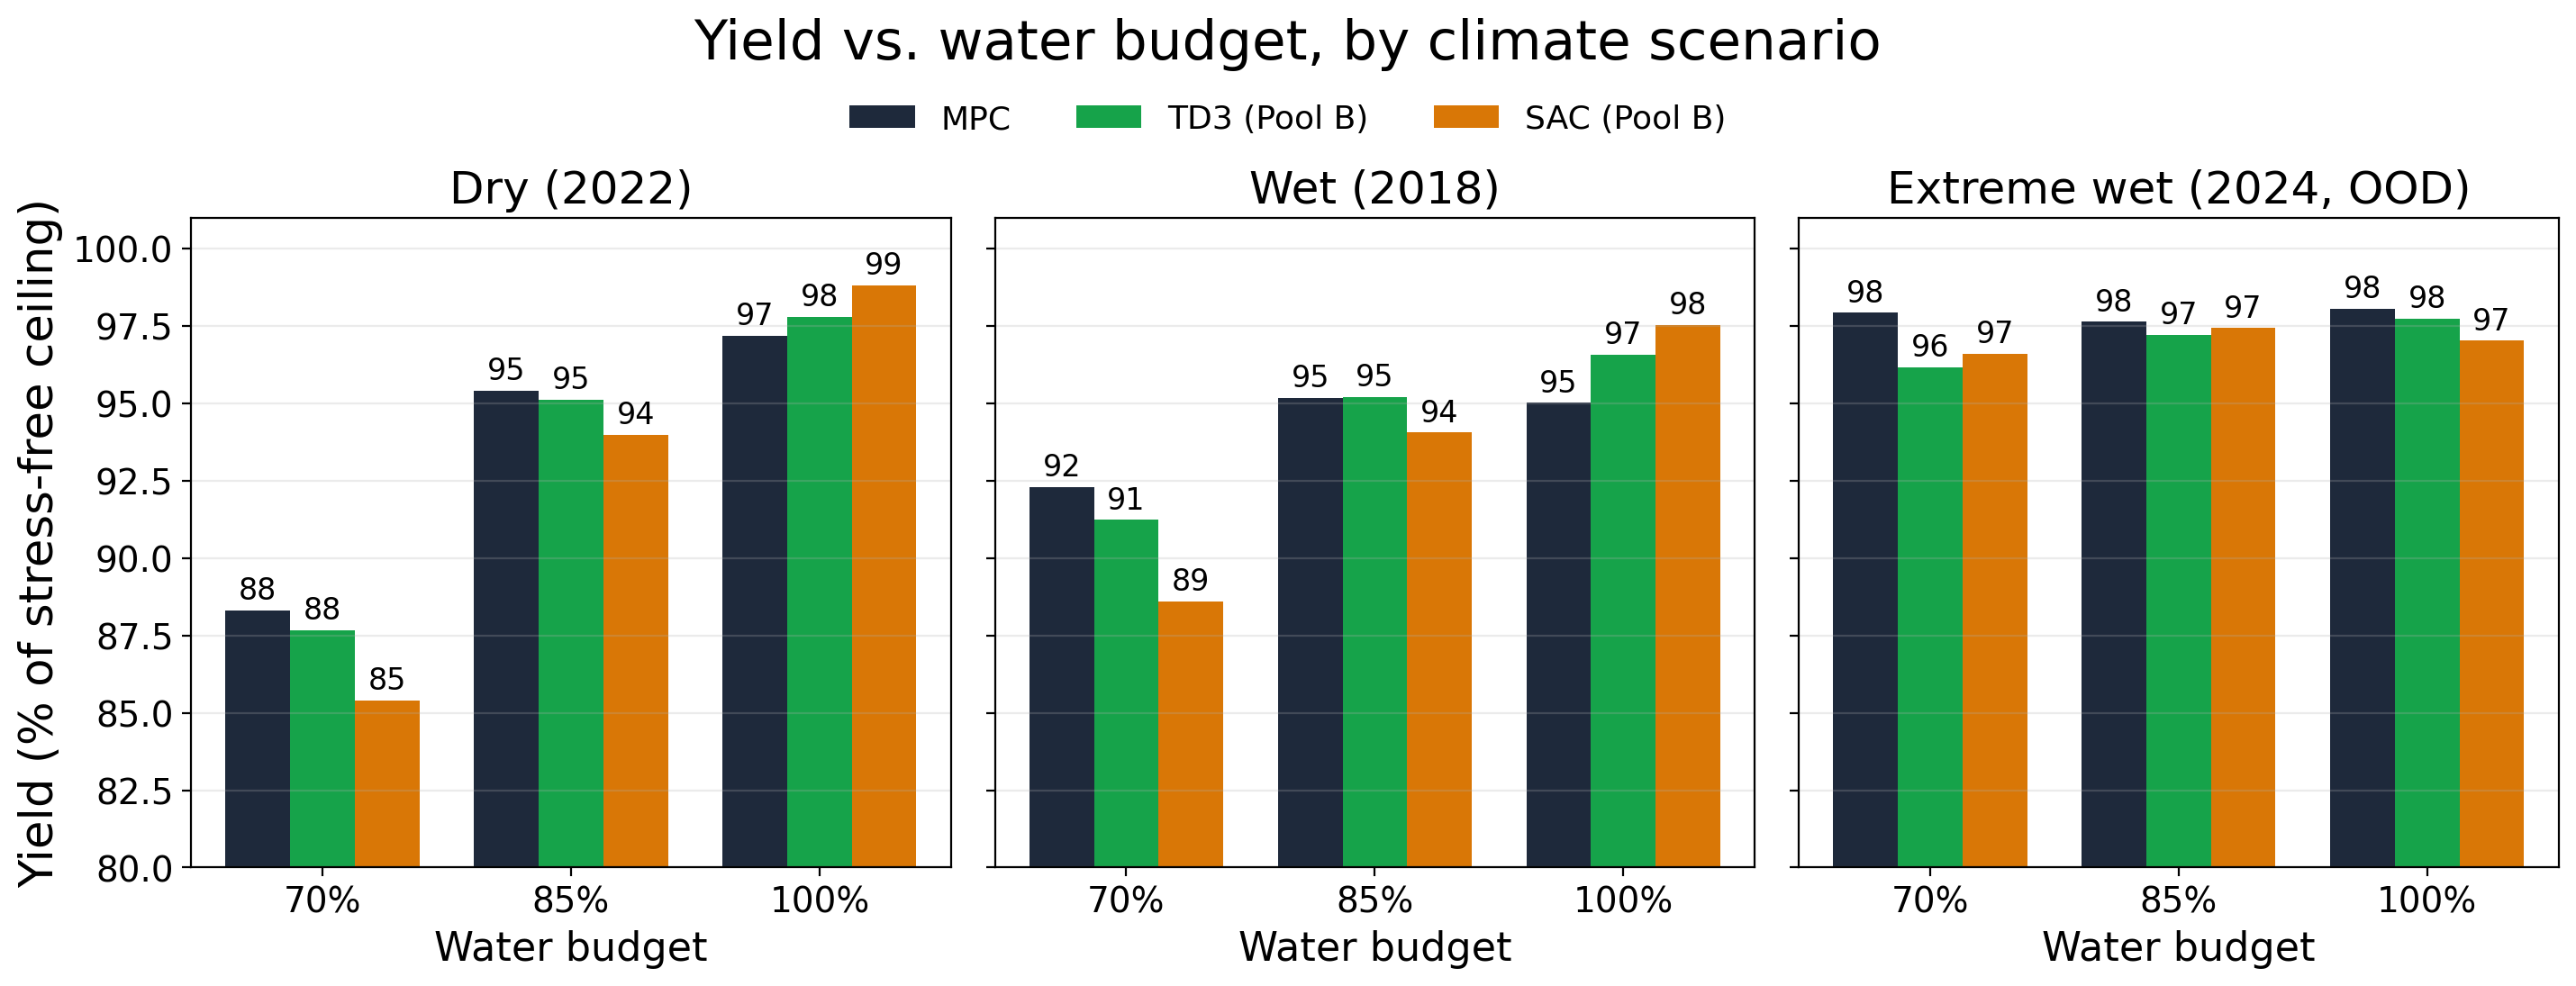 Yield vs. water budget, by climate scenario
MPC
TD3 (Pool B)
SAC (Pool B)
Yield (% of stress-free ceiling)
100.0
97.5
95.0
92.5
90.0
87.5
85.0
82.5
80.0
Dry (2022)
88 88 85
95 95 94
97 98 99
70% 85% 100%
Water budget
Wet (2018)
92 91 89
95 95 94
95 97 98
70% 85% 100%
Water budget
Extreme wet (2024, OOD)
98 96 97
98 97 97
98 98 97
70% 85% 100%
Water budget